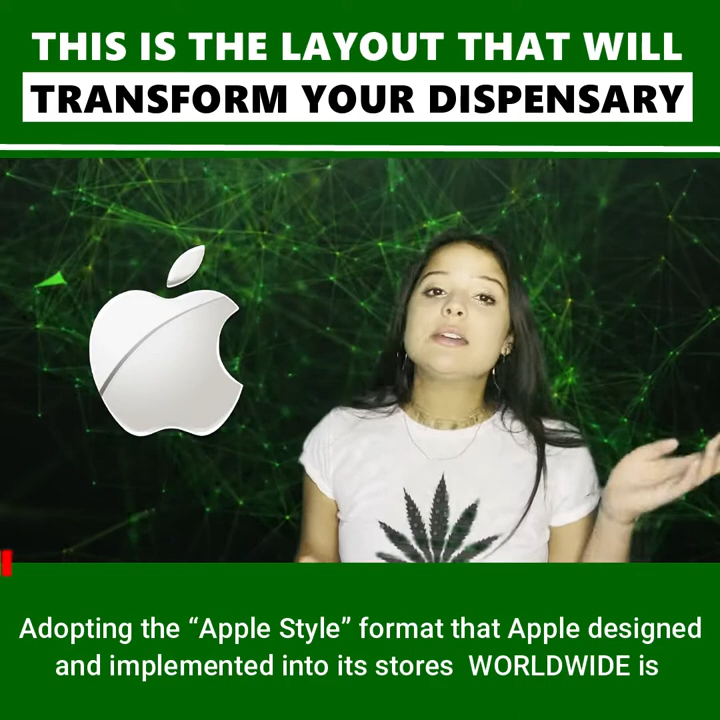 THIS IS THE LAYOUT THAT WILL
TRANSFORM YOUR DISPENSARY
Adopting the “Apple Style” format that Apple designed
and implemented into its stores  WORLDWIDE is